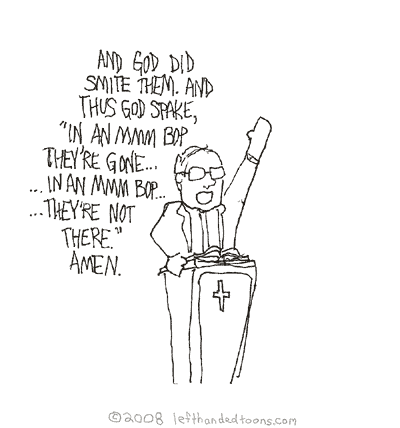 AND GOD DID
SMITE THEM. AND
THUS GOD SPAKE,
"IN AN MMM BOP
THEY'RE GONE...
...IN AN MMM BOP...
...THEY'RE NOT
THERE."
AMEN.
©2008 lefthandedtoons.com